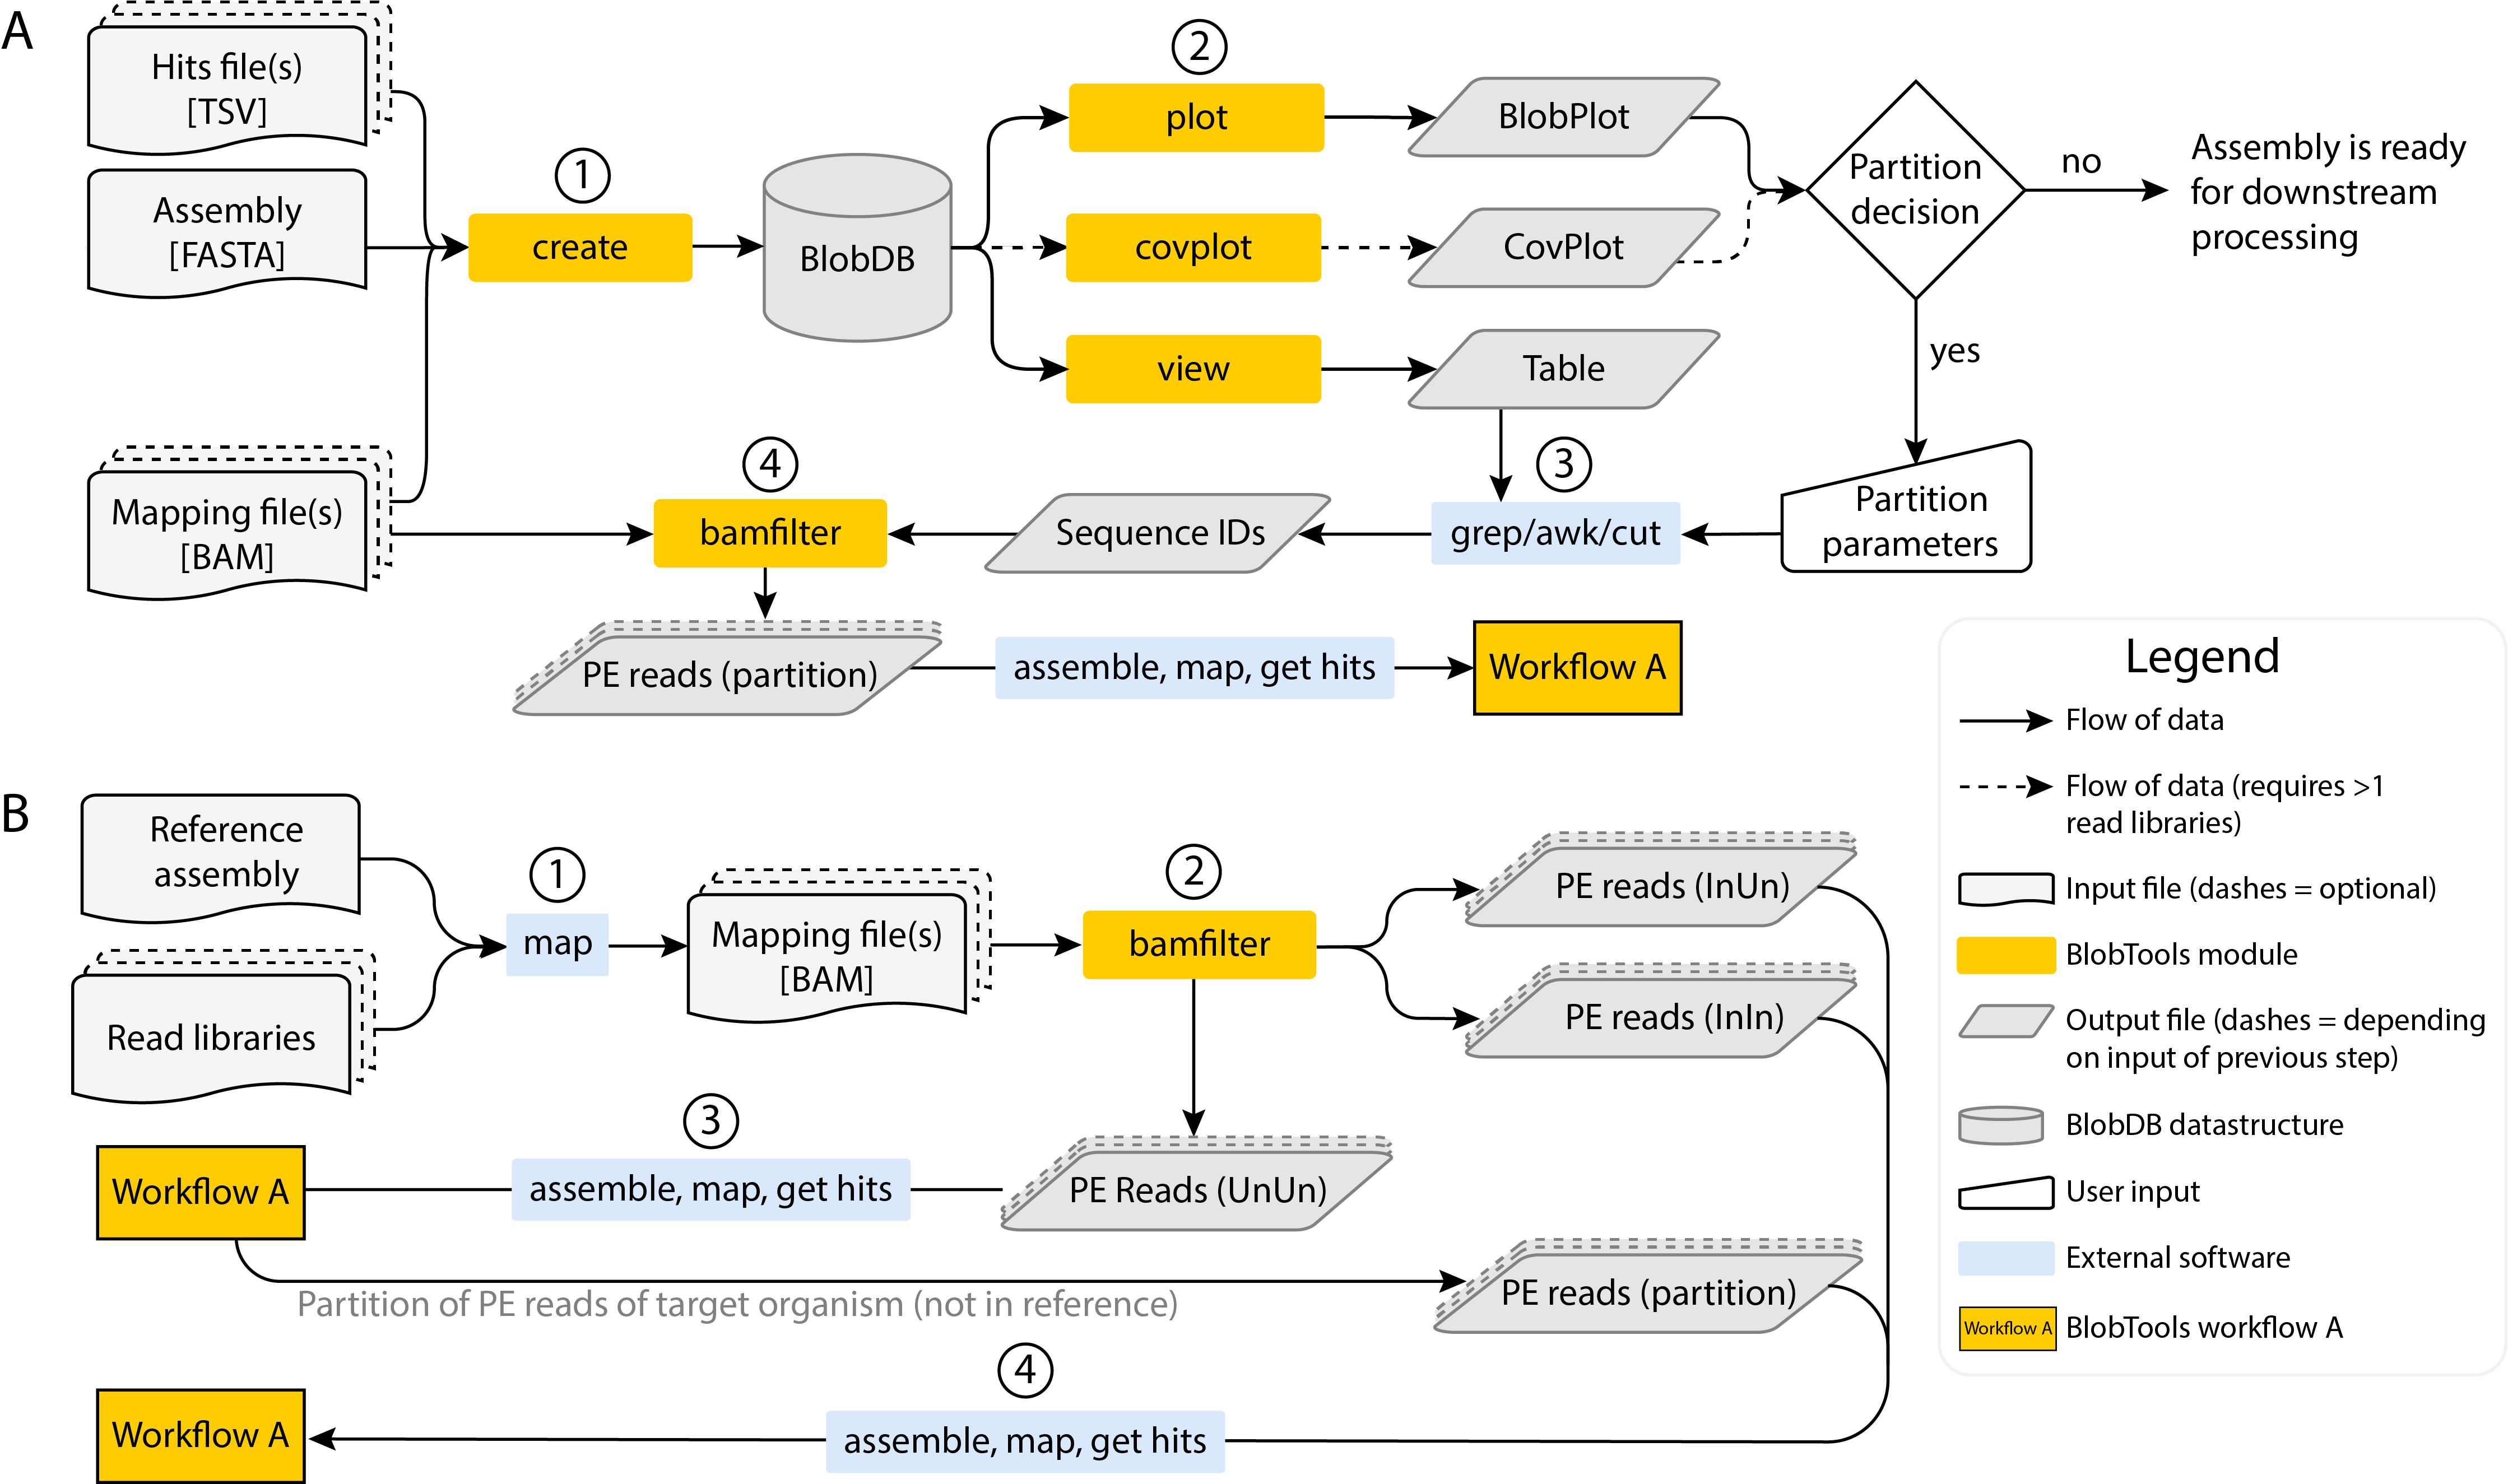 A
Hits file(s)
[TSV]
Assembly
[FASTA]
Mapping file(s)
[BAM]
1
create
BlobDB
2
plot
covplot
view
BlobPlot
CovPlot
Table
Partition
decision
no
Assembly is ready
for downstream
processing
yes
Partition
parameters
3
grep/awk/cut
Sequence IDs
4
bamfilter
PE reads (partition)
assemble, map, get hits
Workflow A
B
Reference
assembly
Read libraries
1
map
Mapping file(s)
[BAM]
2
bamfilter
PE reads (InUn)
PE reads (InIn)
PE Reads (UnUn)
3
assemble, map, get hits
Workflow A
Partition of PE reads of target organism (not in reference)
PE reads (partition)
4
assemble, map, get hits
Workflow A
Legend
Flow of data
Flow of data (requires >1
read libraries)
Input file (dashes = optional)
BlobTools module
Output file (dashes = depending
on input of previous step)
BlobDB datastructure
User input
External software
Workflow A
BlobTools workflow A